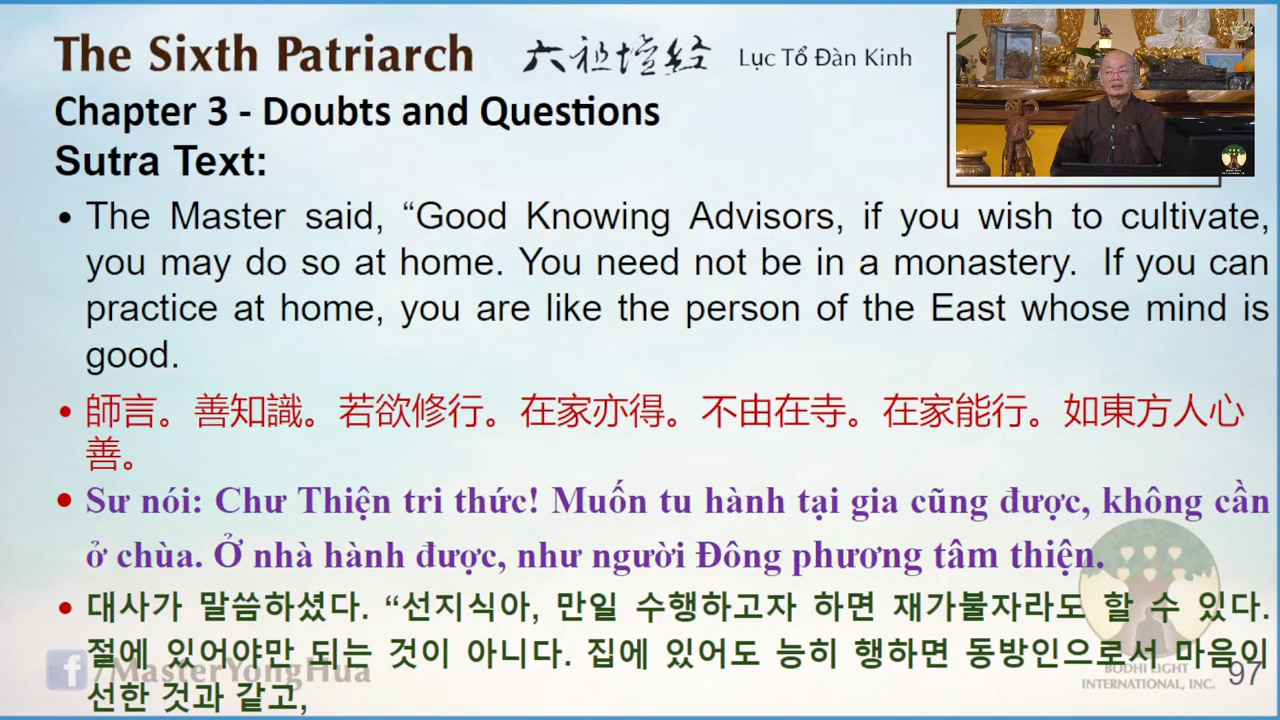 The Sixth Patriarch 六祖壇經 Lục Tổ Đàn Kinh
Chapter 3 - Doubts and Questions
Sutra Text:
• The Master said, “Good Knowing Advisors, if you wish to cultivate,
you may do so at home. You need not be in a monastery. If you can
practice at home, you are like the person of the East whose mind is
good.
• 師言。善知識。若欲修行。在家亦得。不由在寺。在家能行。如東方人心
善。
• Sư nói: Chư Thiện tri thức! Muốn tu hành tại gia cũng được, không cần
ở chùa. Ở nhà hành được, như người Đông phương tâm thiện.
• 대사가 말씀하셨다. “선지식아, 만일 수행하고자 하면 재가불자라도 할 수 있다.
절에 있어야만 되는 것이 아니다. 집에 있어도 능히 행하면 동방인으로서 마음이
선한 것과 같고,
f /MasterYongHua
BODHI LIGHT
INTERNATIONAL, INC.
97